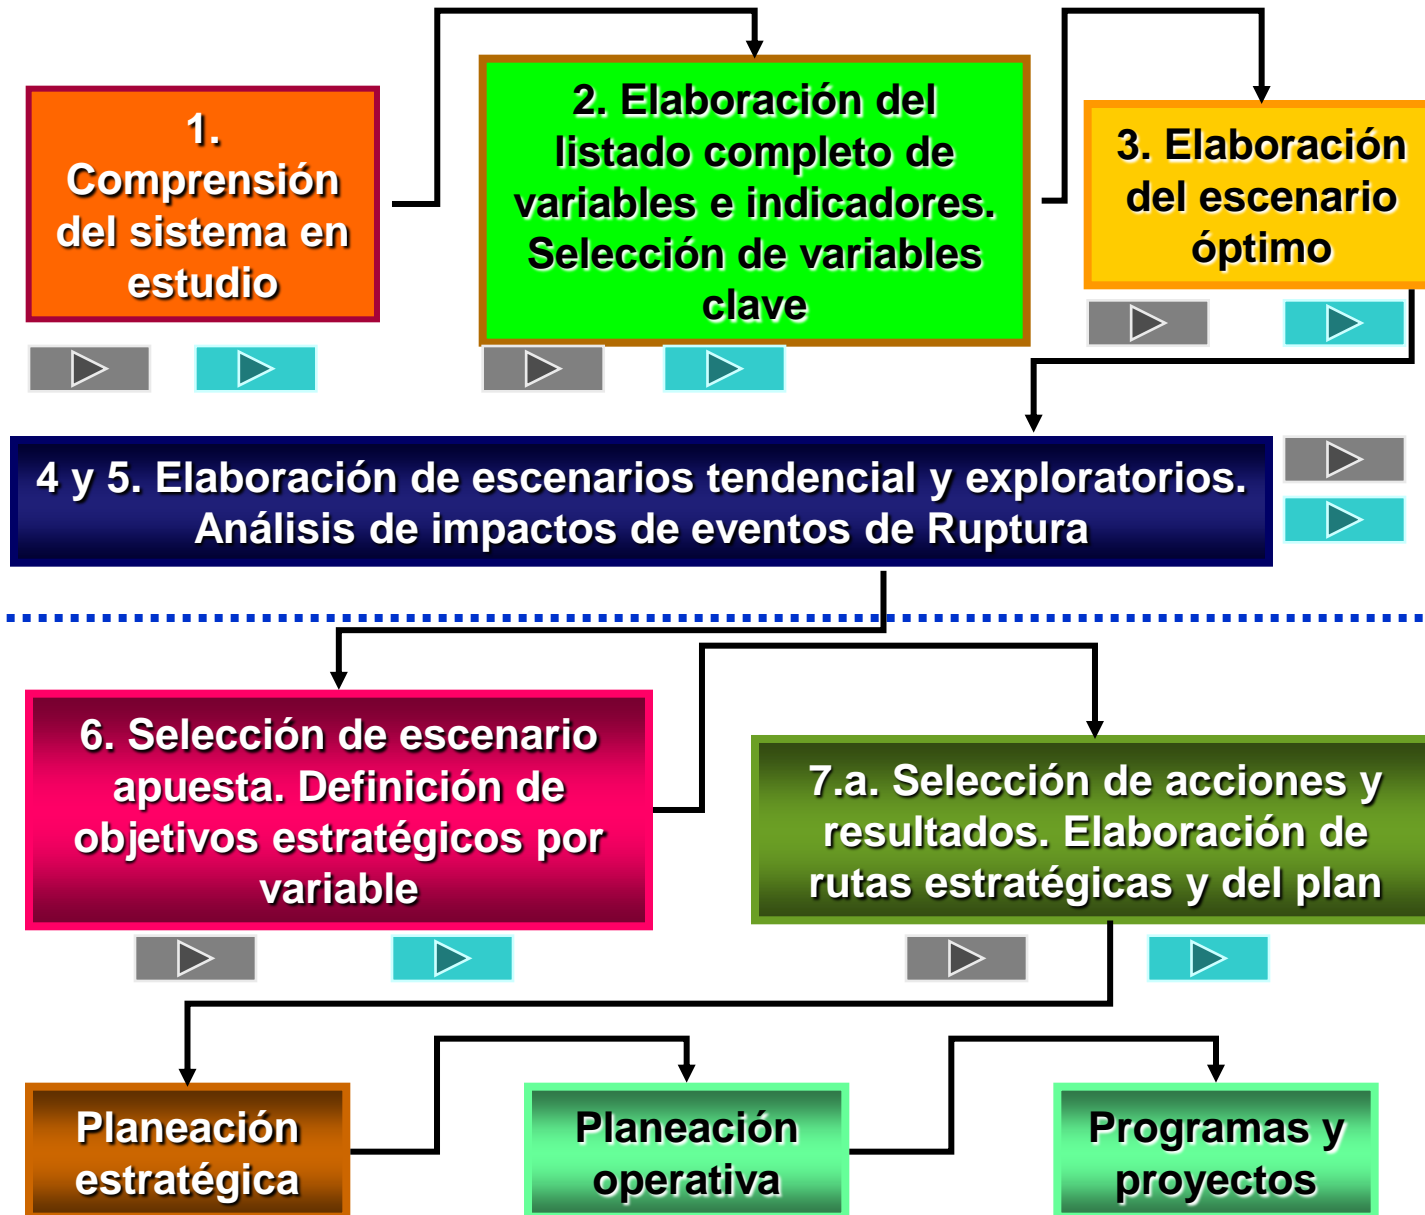 1.
Comprensión
del sistema en
estudio
2. Elaboración del
listado completo de
variables e indicadores.
Selección de variables
clave
3. Elaboración
del escenario
óptimo
4 y 5. Elaboración de escenarios tendencial y exploratorios.
Análisis de impactos de eventos de Ruptura
6. Selección de escenario
apuesta. Definición de
objetivos estratégicos por
variable
7.a. Selección de acciones y
resultados. Elaboración de
rutas estratégicas y del plan
Planeación
estratégica
Planeación
operativa
Programas y
proyectos